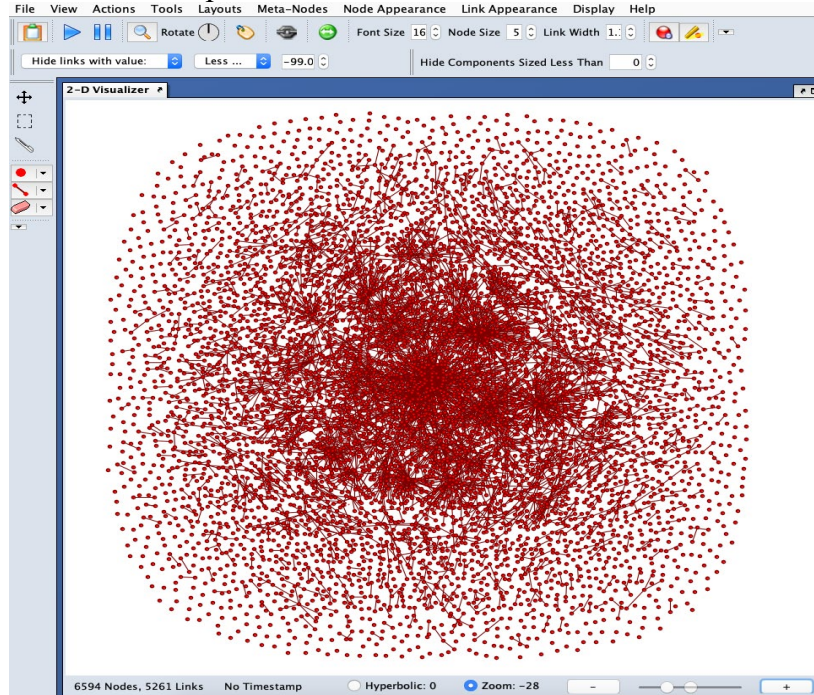 File View Actions Tools Layouts Meta-Nodes Node Appearance Link Appearance Display Help
Rotate Font Size 16 Node Size 5 Link Width 1.:
Hide links with value: Less ... -99.0 Hide Components Sized Less Than 0
2-D Visualizer
6594 Nodes, 5261 Links No Timestamp Hyperbolic: 0 Zoom: -28 - +